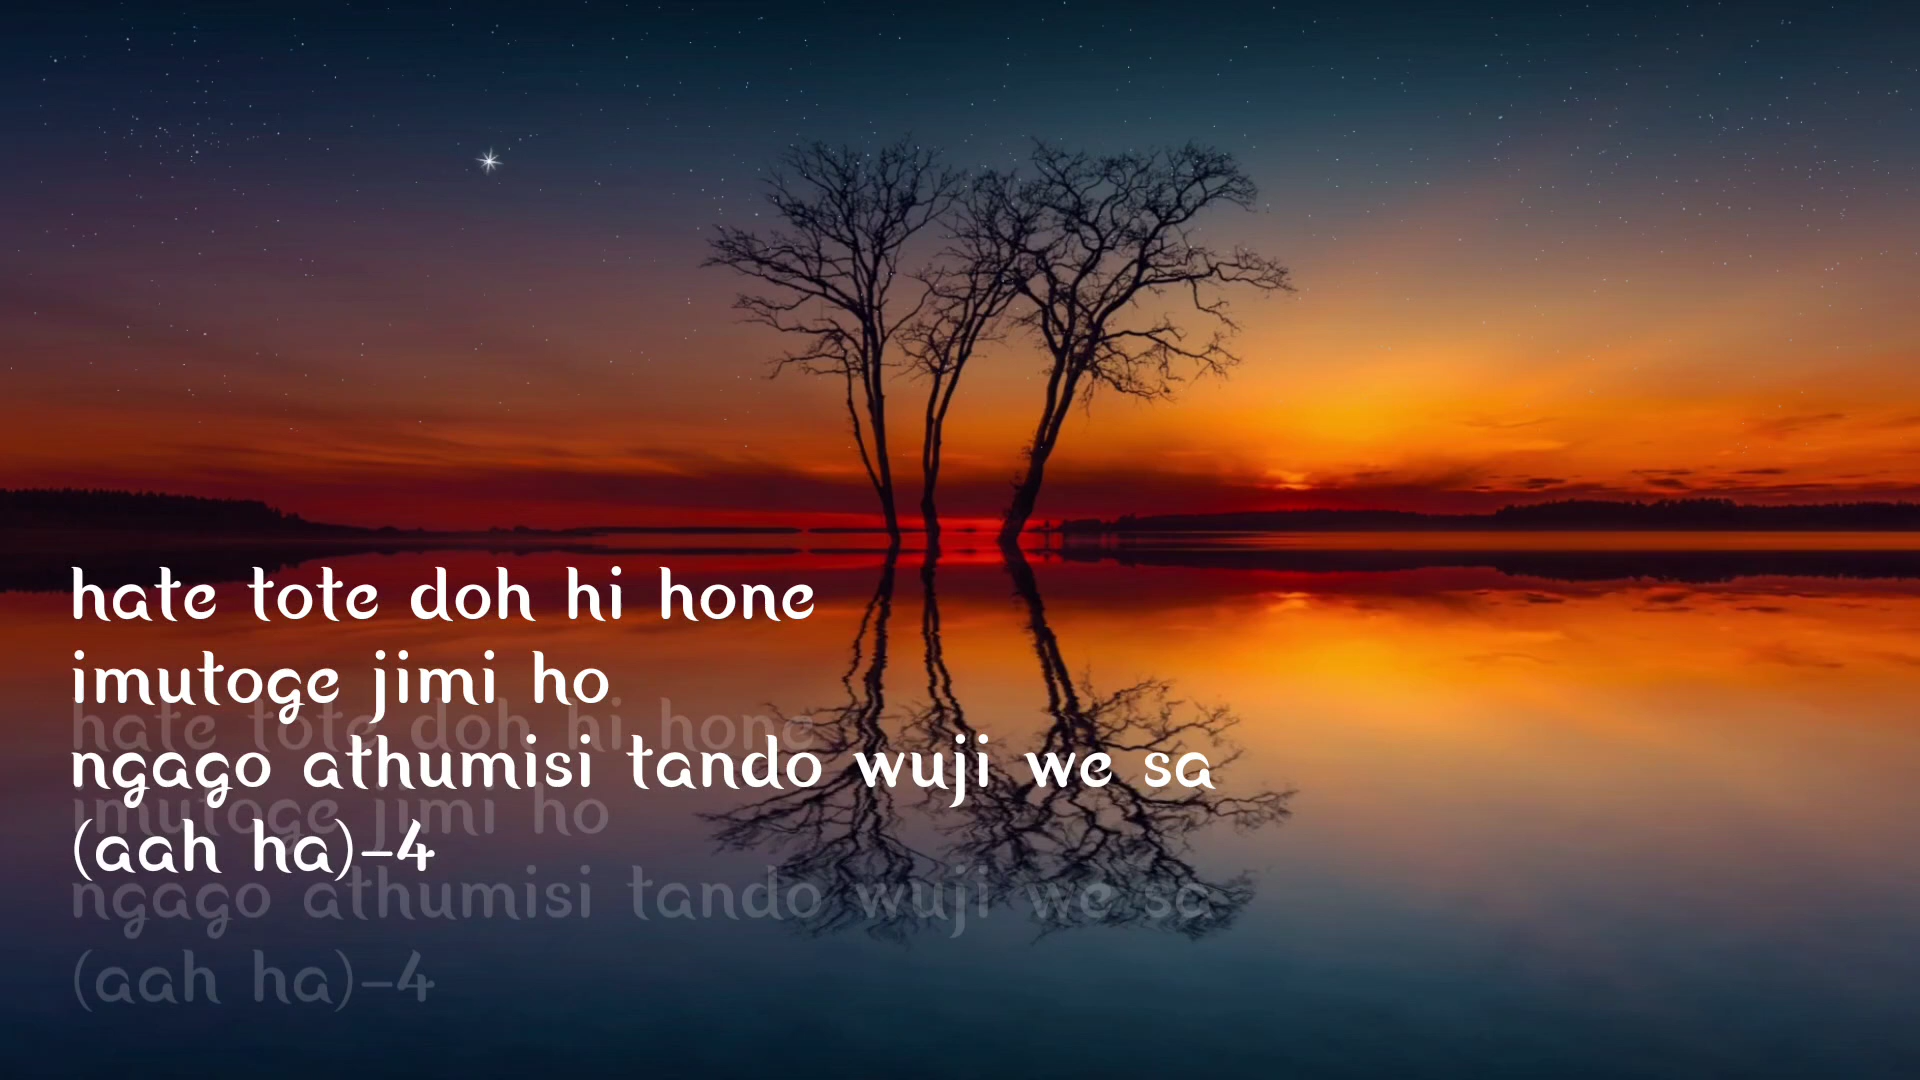 hate tote doh hi hone
imutoge jimi ho
ngago athumisi tando wuji we sa
(aah ha)-4